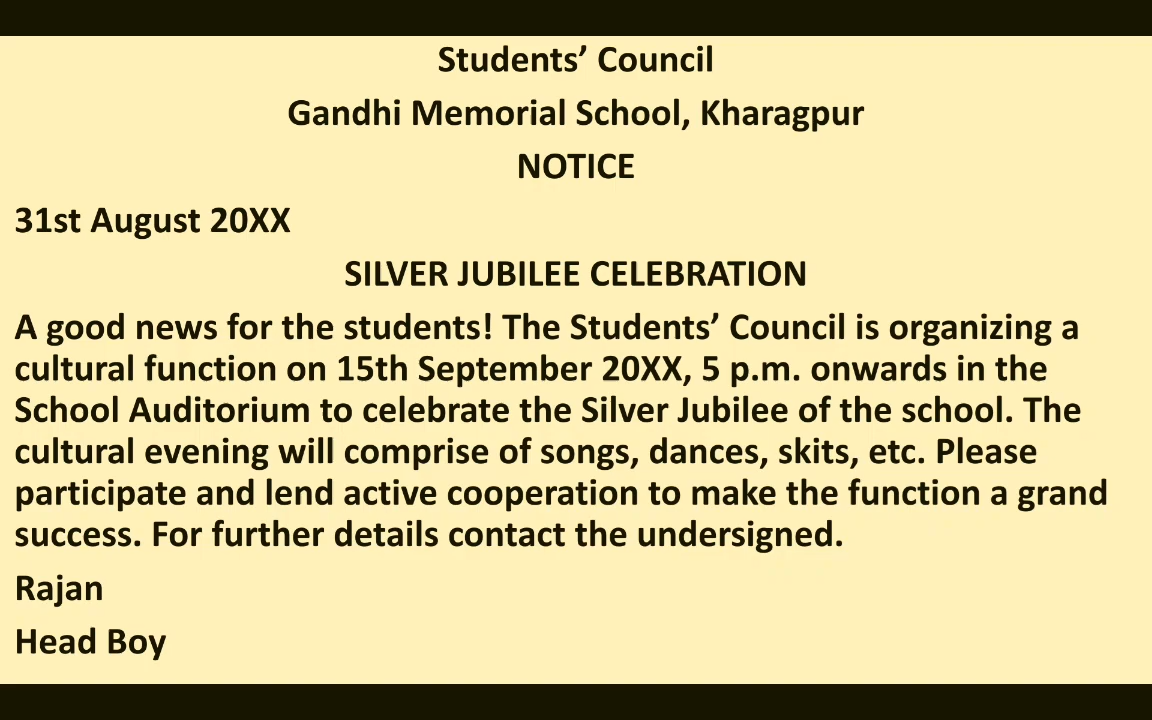 Students’ Council
Gandhi Memorial School, Kharagpur
NOTICE
31st August 20XX
SILVER JUBILEE CELEBRATION
A good news for the students! The Students’ Council is organizing a
cultural function on 15th September 20XX, 5 p.m. onwards in the
School Auditorium to celebrate the Silver Jubilee of the school. The
cultural evening will comprise of songs, dances, skits, etc. Please
participate and lend active cooperation to make the function a grand
success. For further details contact the undersigned.
Rajan
Head Boy